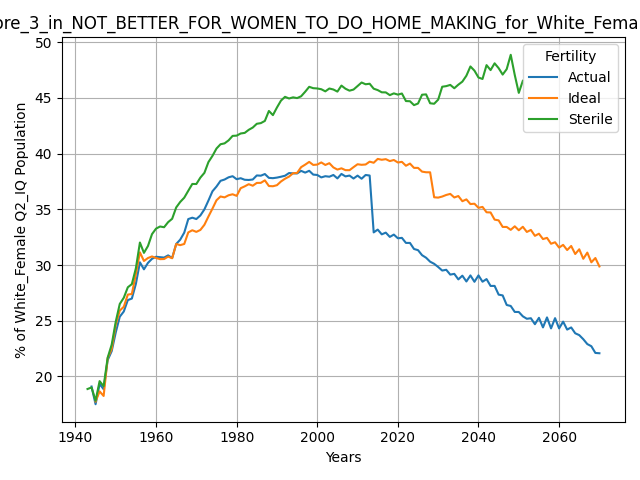 ore_3_in_NOT_BETTER_FOR_WOMEN_TO_DO_HOME_MAKING_for_White_Fema
% of White_Female Q2_IQ Population
50
45
40
35
30
25
20
Fertility
Actual
Ideal
Sterile
1940
1960
1980
2000
2020
2040
2060
Years